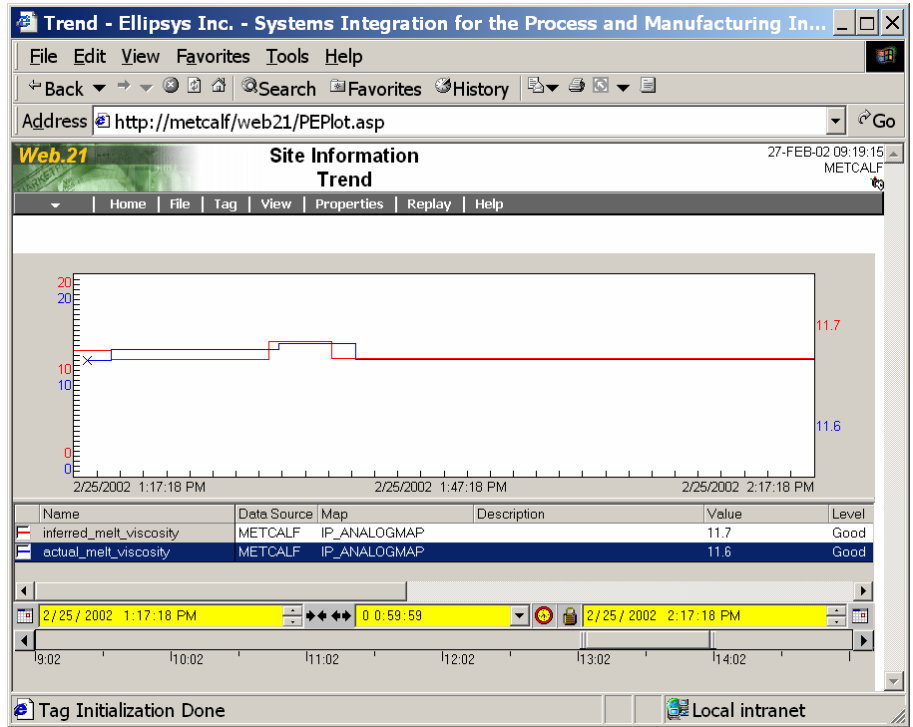 Trend - Ellipsys Inc. - Systems Integration for the Process and Manufacturing In...
File Edit View Favorites Tools Help
Back Search Favorites History
Address http://metcalf/web21/PEPlot.asp Go
Web.21 Site Information 27-FEB-02 09:19:15
Trend METCALF
Home | File | Tag | View | Properties | Replay | Help
20
20
11.7
10
10
11.6
0
0
2/25/2002 1:17:18 PM 2/25/2002 1:47:18 PM 2/25/2002 2:17:18 PM
Name Data Source Map Description Value Level
inferred_melt_viscosity METCALF IP_ANALOGMAP 11.7 Good
actual_melt_viscosity METCALF IP_ANALOGMAP 11.6 Good
2/25/2002 1:17:18 PM 0 0:59:59 2/25/2002 2:17:18 PM
9:02 10:02 11:02 12:02 13:02 14:02
Tag Initialization Done Local intranet